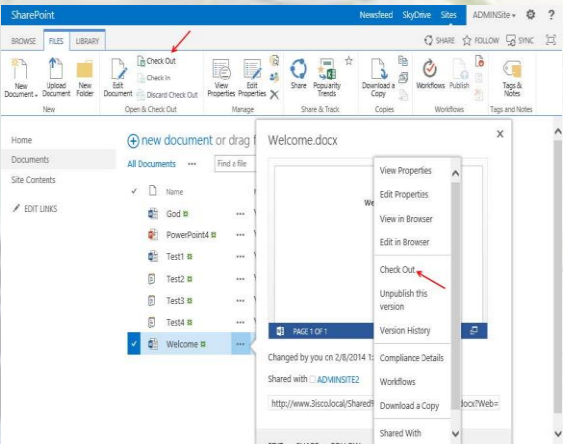 SharePoint
Newsfeed SkyDrive Sites ADMINSite ?
BROWSE FILES LIBRARY
SHARE FOLLOW SYNC
New Document
Upload Document
New Folder
Edit Document
Check Out
Check In
Discard Check Out
View Properties
Edit Properties
Share
Popularity Trends
Download a Copy
Workflows
Publish
Tags & Notes
New
Open & Check Out
Manage
Share & Track
Copies
Workflows
Tags and Notes
Home
Documents
Site Contents
EDIT LINKS
new document or drag f
All Documents ... Find a file
Name
God
PowerPoint4
Test1
Test2
Test3
Test4
Welcome
Welcome.docx X
We
PAGE 1 OF 1
Changed by you on 2/8/2014 1:
Shared with ADMIINSITE2
http://www.3isco.local/Shared% docx?Web=
EDIT SHARE FOLLOW
View Properties
Edit Properties
View in Browser
Edit in Browser
Check Out
Unpublish this version
Version History
Compliance Details
Workflows
Download a Copy
Shared With